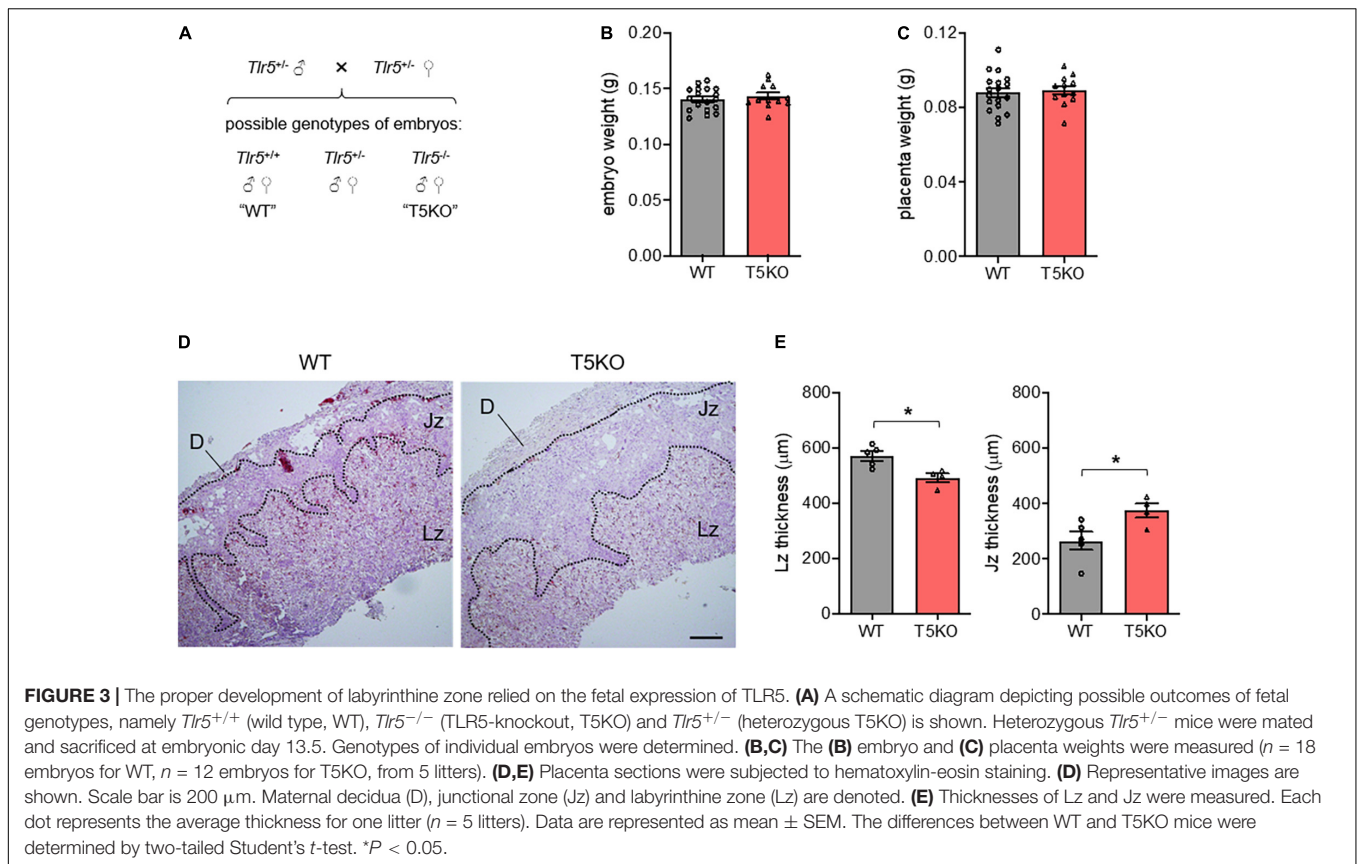 A
Tlr5+/- ♂ × Tlr5+/- ♀
possible genotypes of embryos:
Tlr5+/+ Tlr5+/- Tlr5-/-
♂ ♀ ♂ ♀ ♂ ♀
"WT" "T5KO"
B
embryo weight (g)
0.20
0.15
0.10
0.05
0.00
WT T5KO
C
placenta weight (g)
0.12
0.08
0.04
0.00
WT T5KO
D
WT T5KO
D Jz Lz
D Jz Lz
E
Lz thickness (μm)
800
600
400
200
0
*
WT T5KO
Jz thickness (μm)
800
600
400
200
0
*
WT T5KO
FIGURE 3 | The proper development of labyrinthine zone relied on the fetal expression of TLR5. (A) A schematic diagram depicting possible outcomes of fetal
genotypes, namely Tlr5+/+ (wild type, WT), Tlr5−/− (TLR5-knockout, T5KO) and Tlr5+/− (heterozygous T5KO) is shown. Heterozygous Tlr5+/− mice were mated
and sacrificed at embryonic day 13.5. Genotypes of individual embryos were determined. (B,C) The (B) embryo and (C) placenta weights were measured (n = 18
embryos for WT, n = 12 embryos for T5KO, from 5 litters). (D,E) Placenta sections were subjected to hematoxylin-eosin staining. (D) Representative images are
shown. Scale bar is 200 μm. Maternal decidua (D), junctional zone (Jz) and labyrinthine zone (Lz) are denoted. (E) Thicknesses of Lz and Jz were measured. Each
dot represents the average thickness for one litter (n = 5 litters). Data are represented as mean ± SEM. The differences between WT and T5KO mice were
determined by two-tailed Student's t-test. *P < 0.05.